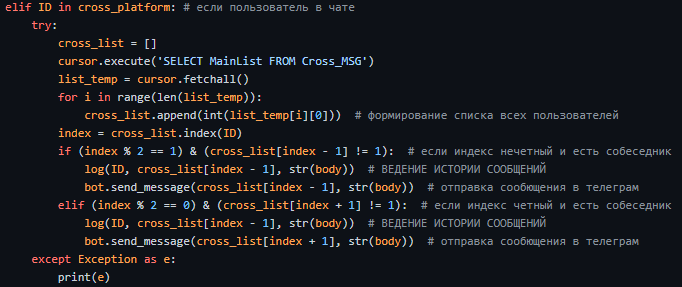 elif ID in cross_platform: # если пользователь в чате
    try:
        cross_list = []
        cursor.execute('SELECT MainList FROM Cross_MSG')
        list_temp = cursor.fetchall()
        for i in range(len(list_temp)):
            cross_list.append(int(list_temp[i][0]))  # формирование списка всех пользователей
        index = cross_list.index(ID)
        if (index % 2 == 1) & (cross_list[index - 1] != 1):  # если индекс нечетный и есть собеседник
            log(ID, cross_list[index - 1], str(body))  # ВЕДЕНИЕ ИСТОРИИ СООБЩЕНИЙ
            bot.send_message(cross_list[index - 1], str(body))  # отправка сообщения в телеграм
        elif (index % 2 == 0) & (cross_list[index + 1] != 1):  # если индекс четный и есть собеседник
            log(ID, cross_list[index - 1], str(body))  # ВЕДЕНИЕ ИСТОРИИ СООБЩЕНИЙ
            bot.send_message(cross_list[index + 1], str(body))  # отправка сообщения в телеграм
    except Exception as e:
        print(e)